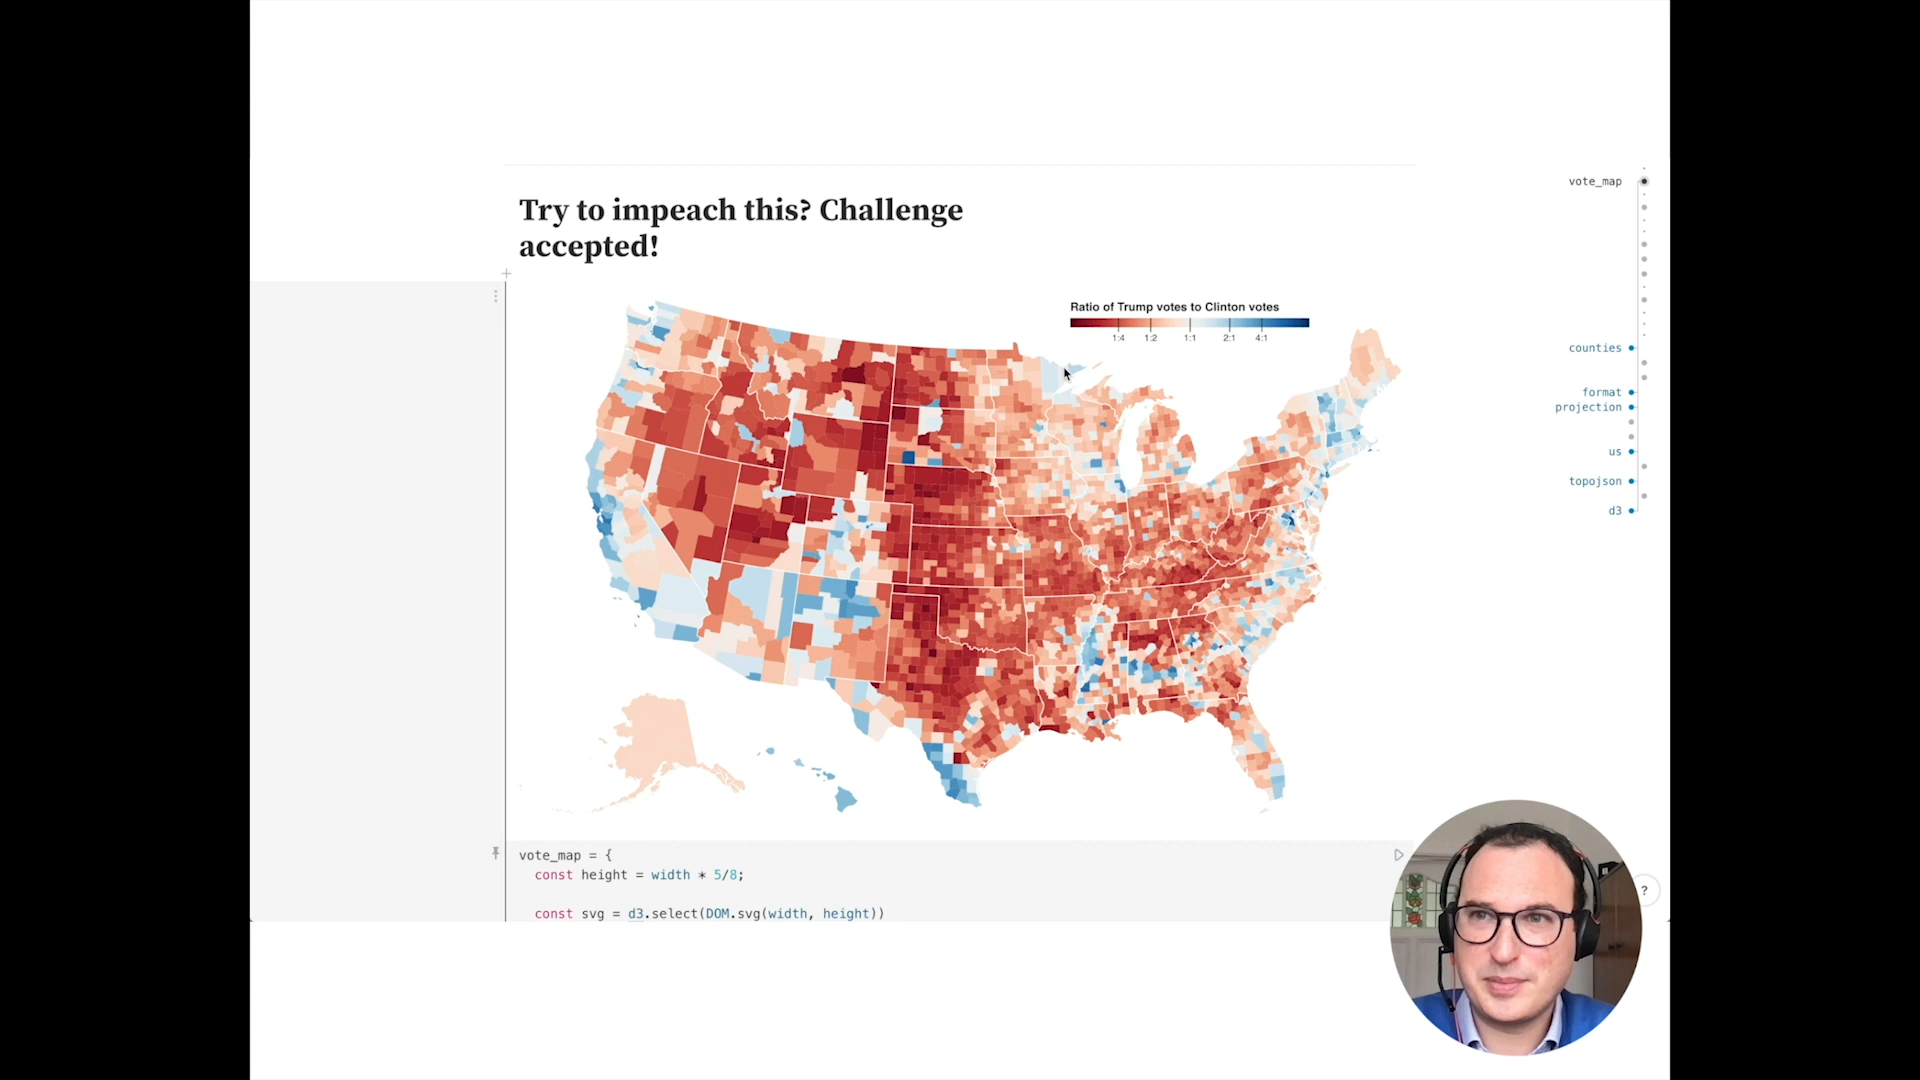 Try to impeach this? Challenge
accepted!
Ratio of Trump votes to Clinton votes
1:4 1:2 1:1 2:1 4:1
vote_map
counties
format
projection
us
topojson
d3
vote_map = {
const height = width * 5/8;
const svg = d3.select(DOM.svg(width, height))
?